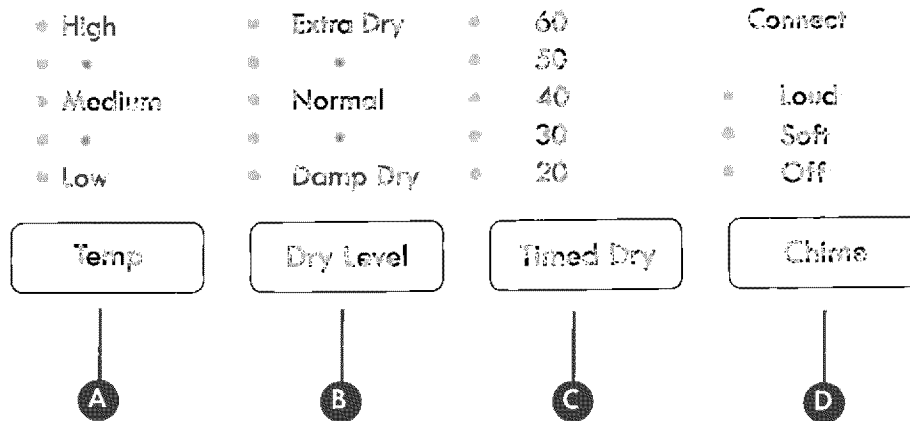 High Extra Dry 60 Connect
50
Medium Normal 40 Loud
30 Soft
Low Damp Dry 20 Off
Temp Dry Level Timed Dry Chime
A B C D